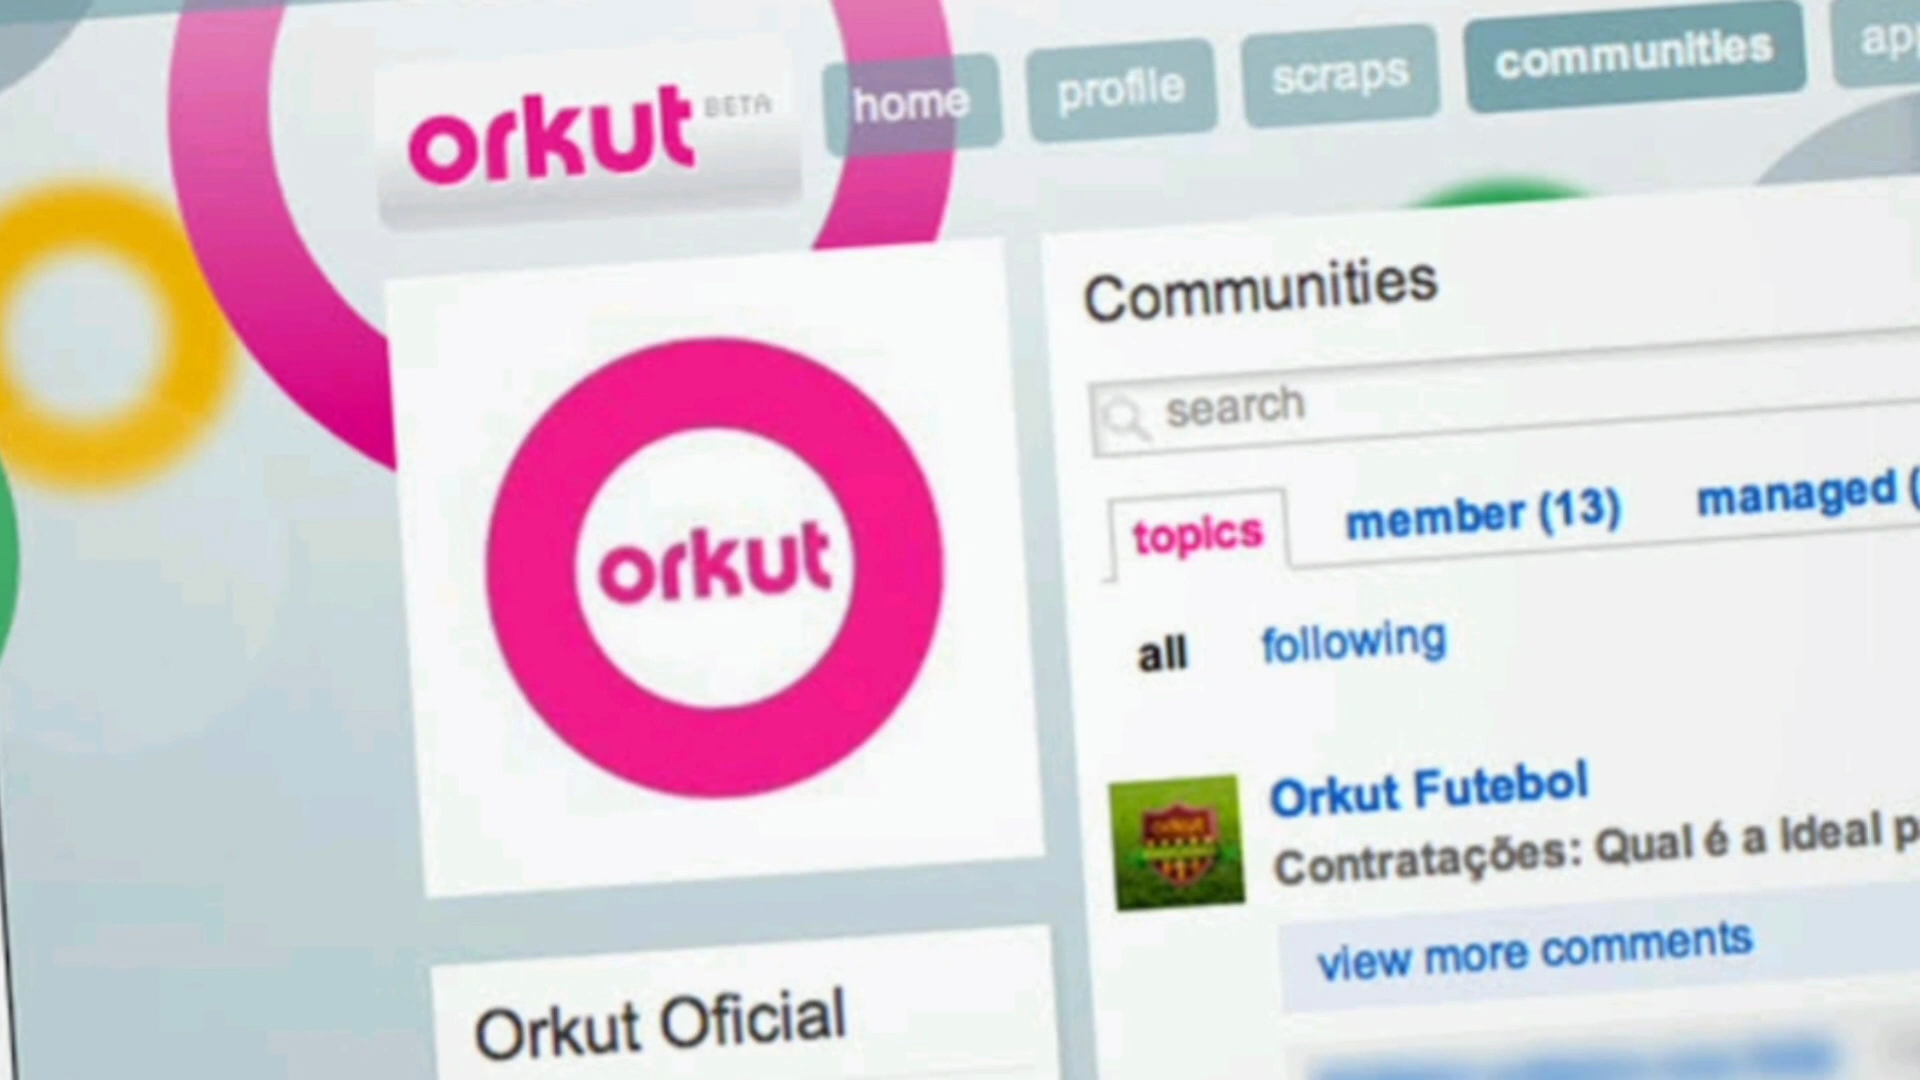 orkut BETA
home
profile
scraps
communities
Communities
search
topics
member (13)
managed (
orkut
all
following
Orkut Futebol
Contratações: Qual é a ideal p
view more comments
Orkut Oficial